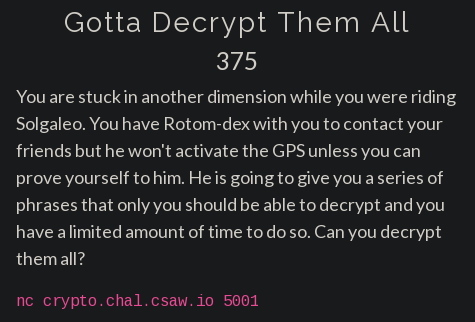 Gotta Decrypt Them All
375
You are stuck in another dimension while you were riding
Solgaleo. You have Rotom-dex with you to contact your
friends but he won't activate the GPS unless you can
prove yourself to him. He is going to give you a series of
phrases that only you should be able to decrypt and you
have a limited amount of time to do so. Can you decrypt
them all?
nc crypto.chal.csaw.io 5001